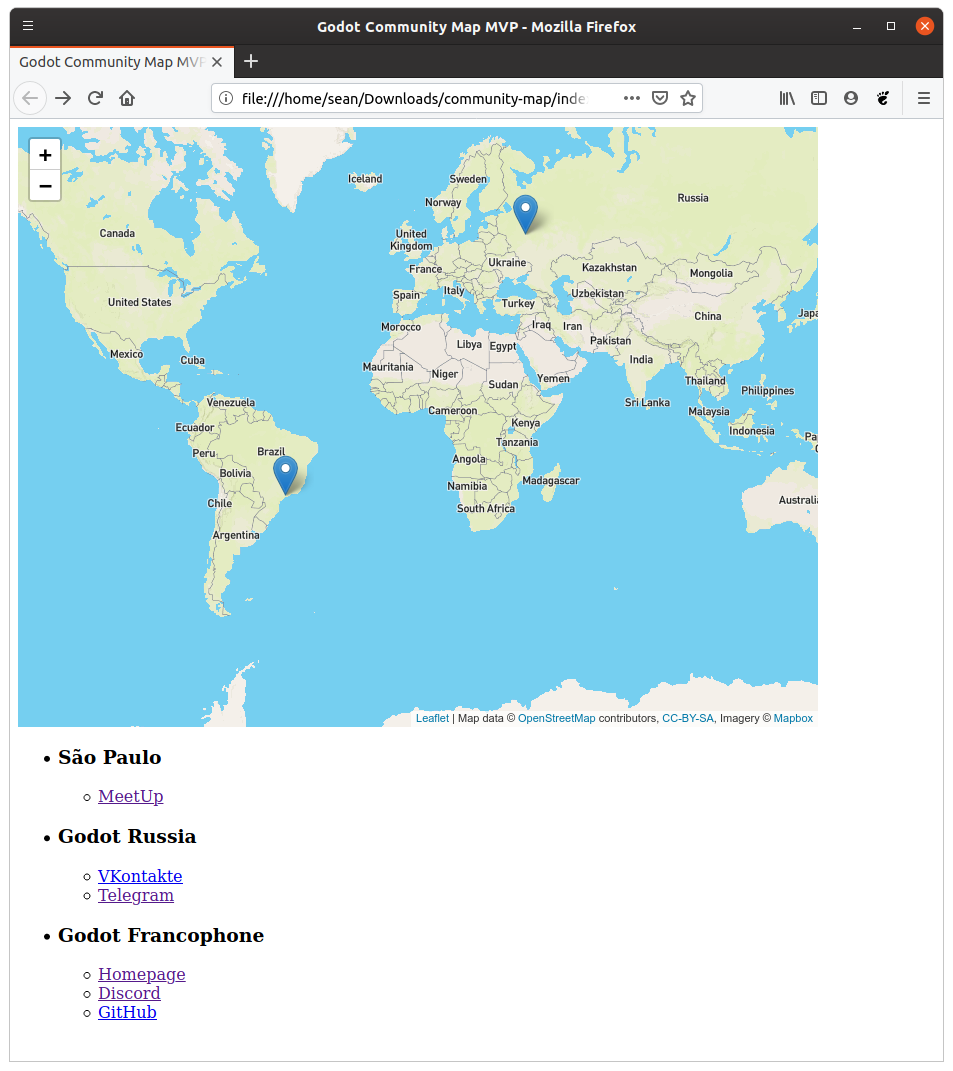 Godot Community Map MVP - Mozilla Firefox
Godot Community Map MVP
file:///home/sean/Downloads/community-map/inde
+
−
Iceland
Sweden
Norway
Russia
Canada
United
Kingdom
Ukraine
France
Kazakhstan
Mongolia
United States
Spain
Italy
Turkey
Uzbekistan
China
Japa
Morocco
Iraq
Iran
Pakistan
Libya
Egypt
Mexico
Cuba
Mauritania
Niger
Sudan
Yemen
India
Thailand
Philippines
Venezuela
Cameroon
Sri Lanka
Malaysia
Ecuador
Kenya
Indonesia
Pa
Peru
Brazil
Tanzania
Bolivia
Angola
Namibia
Madagascar
Chile
South Africa
Australia
Argentina
Leaflet | Map data © OpenStreetMap contributors, CC-BY-SA, Imagery © Mapbox
São Paulo
MeetUp
Godot Russia
VKontakte
Telegram
Godot Francophone
Homepage
Discord
GitHub